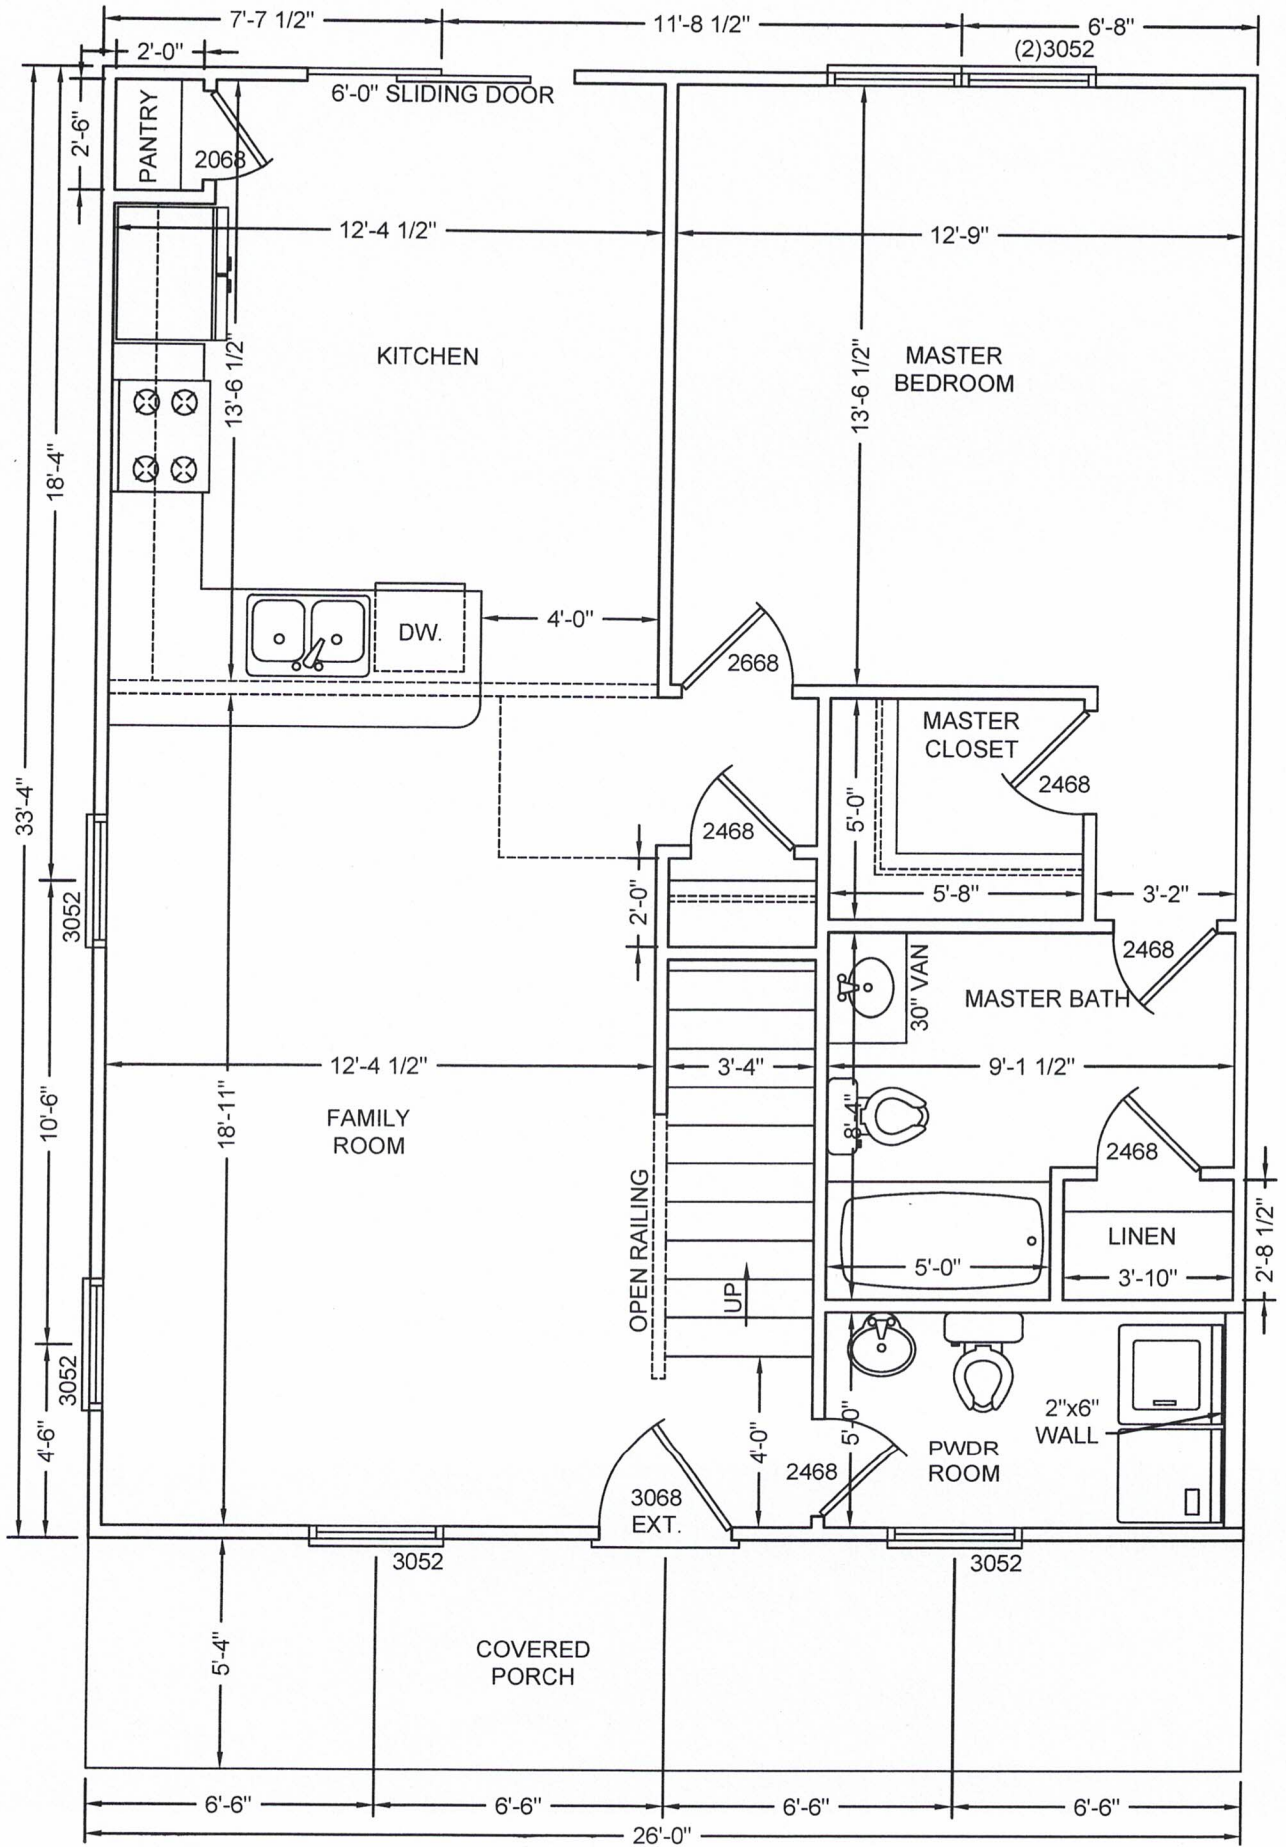 7'-7 1/2"
11'-8 1/2"
6'-8"
2'-0"
(2)3052
6'-0" SLIDING DOOR
2'-6"
PANTRY
2068
12'-4 1/2"
12'-9"
13'-6 1/2"
KITCHEN
13'-6 1/2"
MASTER
BEDROOM
18'-4"
33'-4"
DW.
4'-0"
2668
MASTER
CLOSET
2468
2468
5'-0"
5'-8"
3'-2"
2'-0"
3052
30" VAN
2468
MASTER BATH
12'-4 1/2"
3'-4"
9'-1 1/2"
10'-6"
18'-11"
FAMILY
ROOM
8'-4"
2468
OPEN RAILING
UP
5'-0"
LINEN
3'-10"
2'-8 1/2"
3052
4'-6"
4'-0"
5'-0"
2"x6"
WALL
PWDR
ROOM
2468
3068
EXT.
3052
3052
5'-4"
COVERED
PORCH
6'-6"
6'-6"
6'-6"
6'-6"
26'-0"